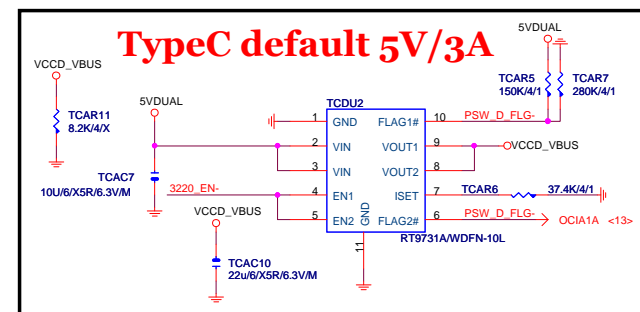 TypeC default 5V/3A
5VDUAL
VCCD_VBUS
TCAR5
150K/4/1
TCAR7
280K/4/1
TCAR11
8.2K/4/X
5VDUAL
TCDU2
1 GND FLAG1# 10 PSW_D_FLG-
2 VIN VOUT1 9 VCCD_VBUS
3 VIN VOUT2 8
TCAC7
10U/6/X5R/6.3V/M
3220_EN-
4 EN1 ISET 7 TCAR6 37.4K/4/1
5 EN2 GND FLAG2# 6 PSW_D_FLG- OCIA1A <13>
11
RT9731A/WDFN-10L
VCCD_VBUS
TCAC10
22u/6/X5R/6.3V/M